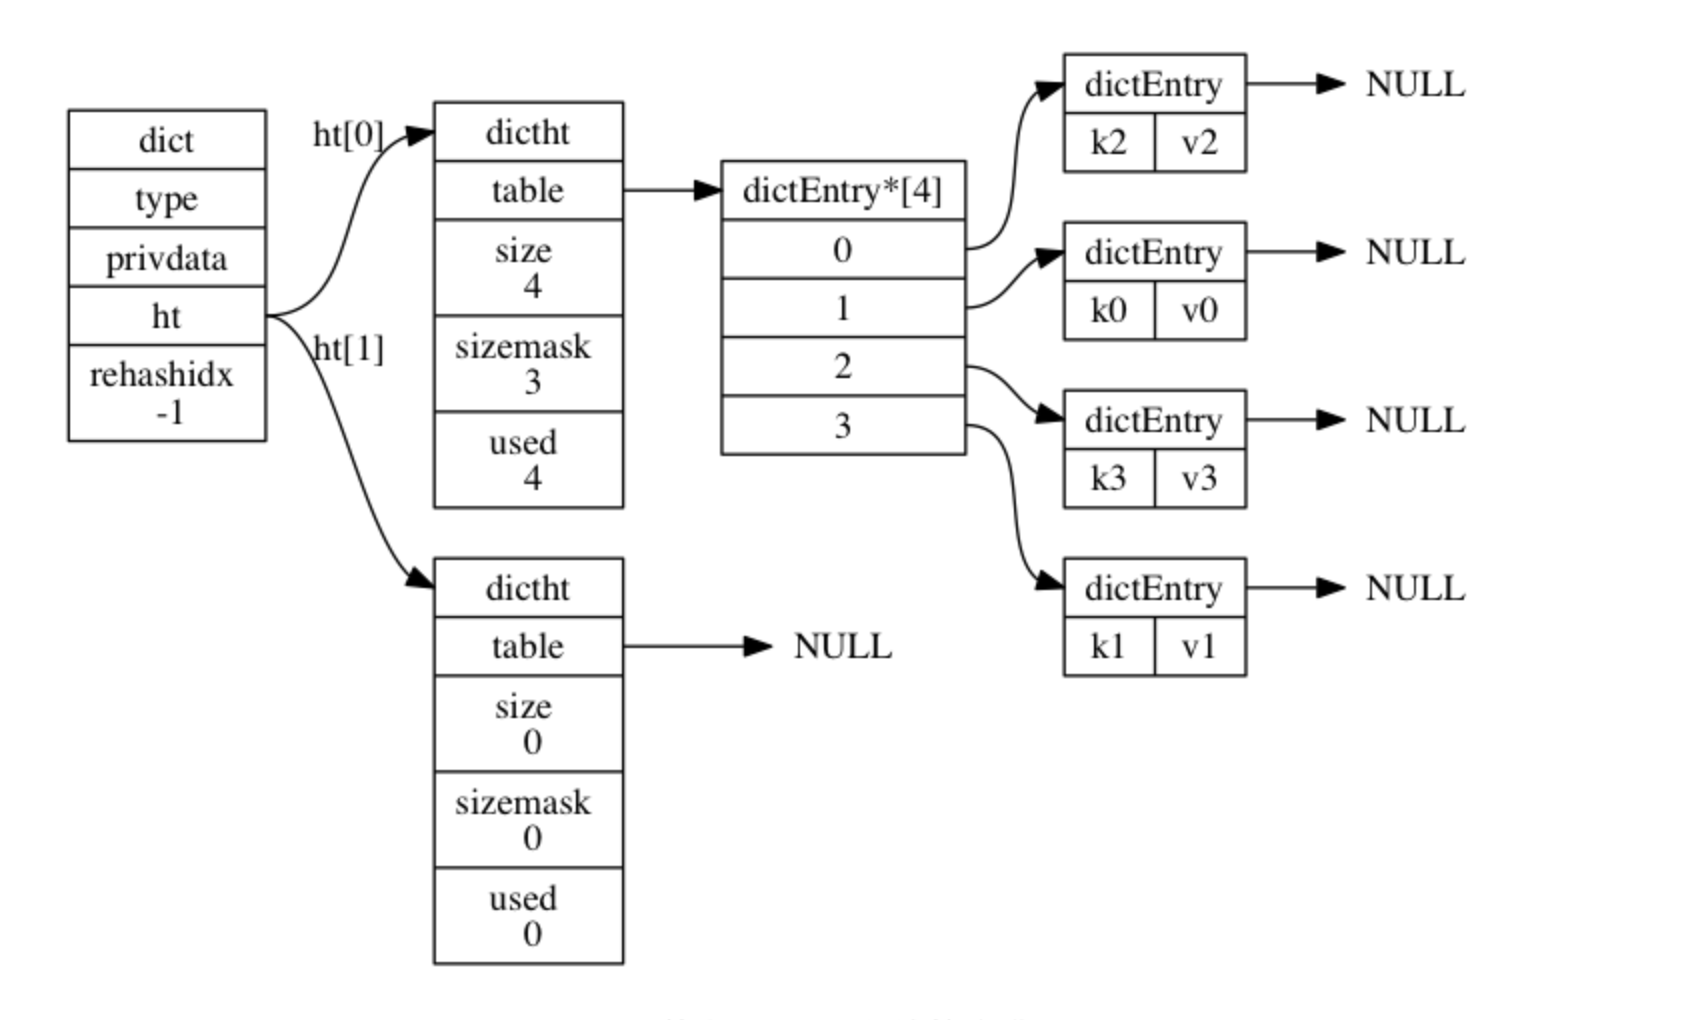 dict
type
privdata
ht
rehashidx
-1
ht[0]
ht[1]
dictht
table
size
4
sizemask
3
used
4
dictht
table
NULL
size
0
sizemask
0
used
0
dictEntry*[4]
0
1
2
3
dictEntry
NULL
k2 v2
dictEntry
NULL
k0 v0
dictEntry
NULL
k3 v3
dictEntry
NULL
k1 v1